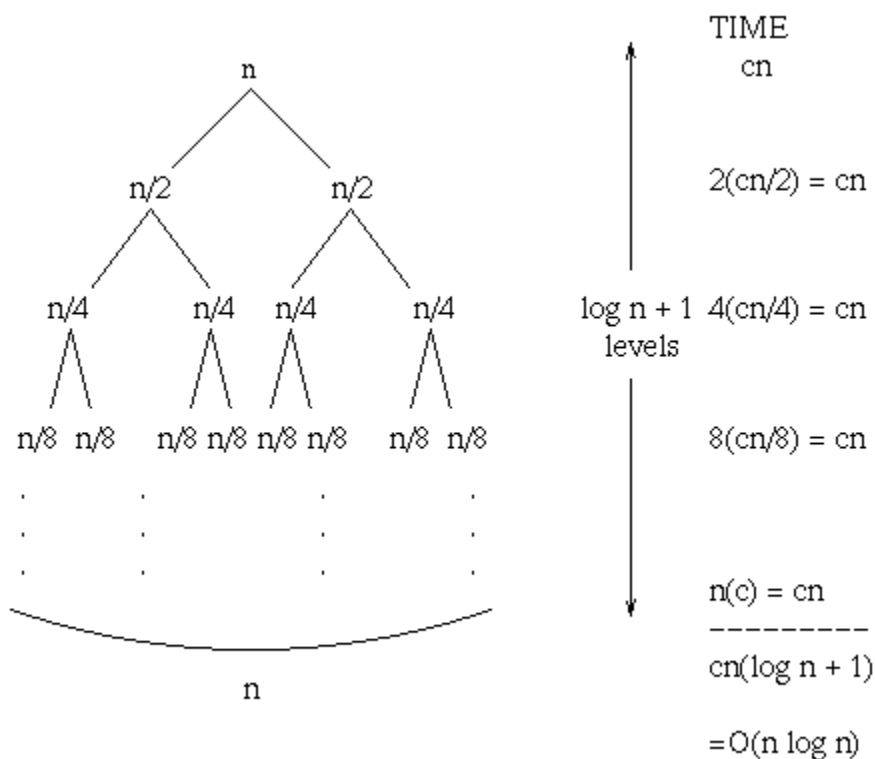 TIME
n
cn
n/2 n/2
2(cn/2) = cn
n/4 n/4 n/4 n/4
log n + 1
levels
4(cn/4) = cn
n/8 n/8 n/8 n/8 n/8 n/8 n/8 n/8
8(cn/8) = cn
n(c) = cn
---------
n
cn(log n + 1)
=O(n log n)